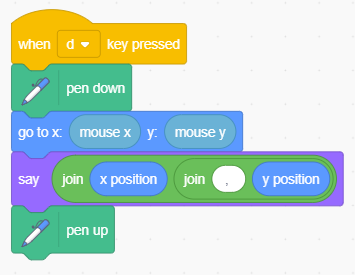 when d key pressed
pen down
go to x: mouse x y: mouse y
say join x position join , y position
pen up